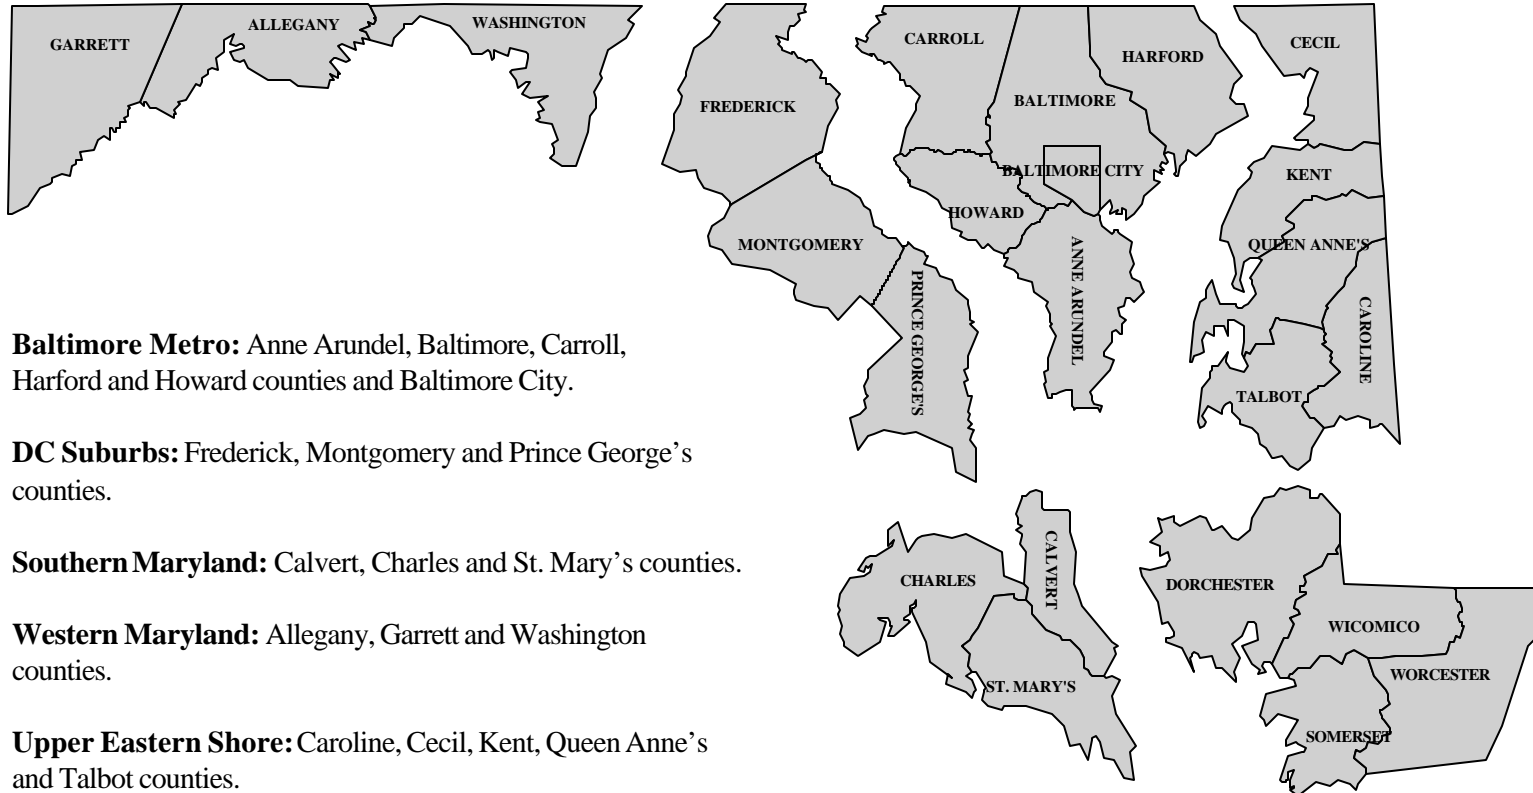 GARRETT
ALLEGANY
WASHINGTON
FREDERICK
CARROLL
HARFORD
CECIL
BALTIMORE
BALTIMORE CITY
KENT
HOWARD
MONTGOMERY
QUEEN ANNE'S
ANNE ARUNDEL
PRINCE GEORGE'S
CAROLINE
TALBOT
Baltimore Metro: Anne Arundel, Baltimore, Carroll,
Harford and Howard counties and Baltimore City.
DC Suburbs: Frederick, Montgomery and Prince George’s
counties.
Southern Maryland: Calvert, Charles and St. Mary’s counties.
Western Maryland: Allegany, Garrett and Washington
counties.
Upper Eastern Shore: Caroline, Cecil, Kent, Queen Anne’s
and Talbot counties.
CHARLES
CALVERT
DORCHESTER
WICOMICO
ST. MARY'S
WORCESTER
SOMERSET